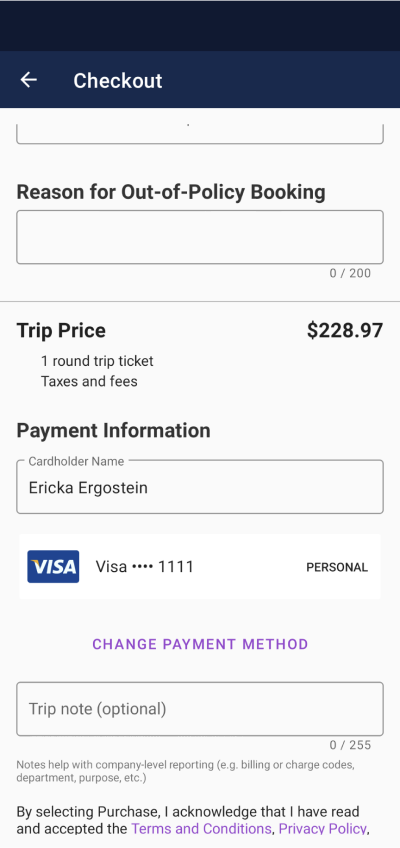 Checkout
Reason for Out-of-Policy Booking
0 / 200
Trip Price $228.97
1 round trip ticket
Taxes and fees
Payment Information
Cardholder Name
Ericka Ergostein
VISA Visa •••• 1111 PERSONAL
CHANGE PAYMENT METHOD
Trip note (optional)
0 / 255
Notes help with company-level reporting (e.g. billing or charge codes,
department, purpose, etc.)
By selecting Purchase, I acknowledge that I have read
and accepted the Terms and Conditions, Privacy Policy,